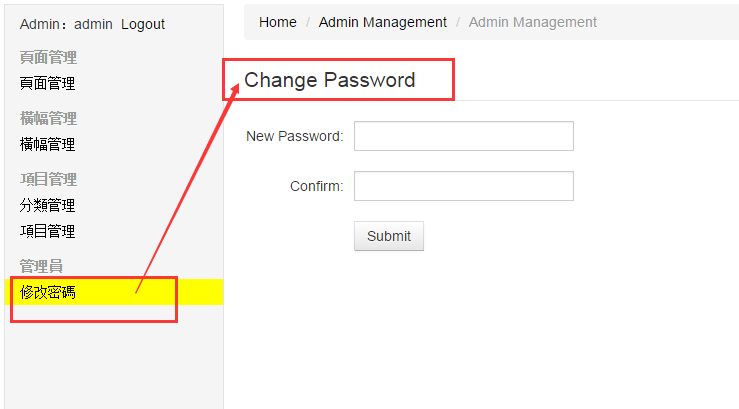 Admin：admin Logout
頁面管理
頁面管理
橫幅管理
橫幅管理
項目管理
分類管理
項目管理
管理員
修改密碼
Home / Admin Management / Admin Management
Change Password
New Password:
Confirm:
Submit